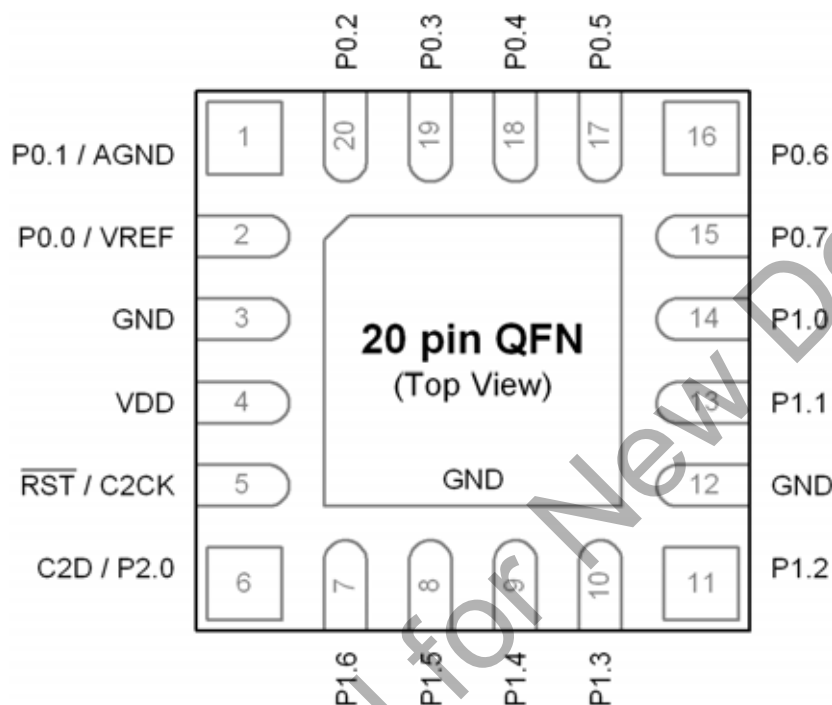 P0.2
P0.3
P0.4
P0.5
1
20
19
18
17
16
P0.1 / AGND
P0.6
P0.0 / VREF
2
15
P0.7
GND
3
14
P1.0
20 pin QFN
(Top View)
VDD
4
13
P1.1
RST / C2CK
5
GND
12
GND
C2D / P2.0
6
7
8
9
10
11
P1.2
P1.6
P1.5
P1.4
P1.3
for New